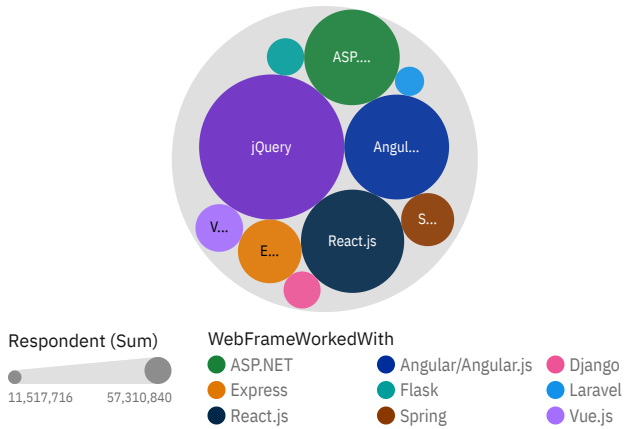 ASP....
jQuery
Angul...
V...
S...
E...
React.js
Respondent (Sum)
11,517,716 57,310,840
WebFrameWorkedWith
ASP.NET Angular/Angular.js Django
Express Flask Laravel
React.js Spring Vue.js